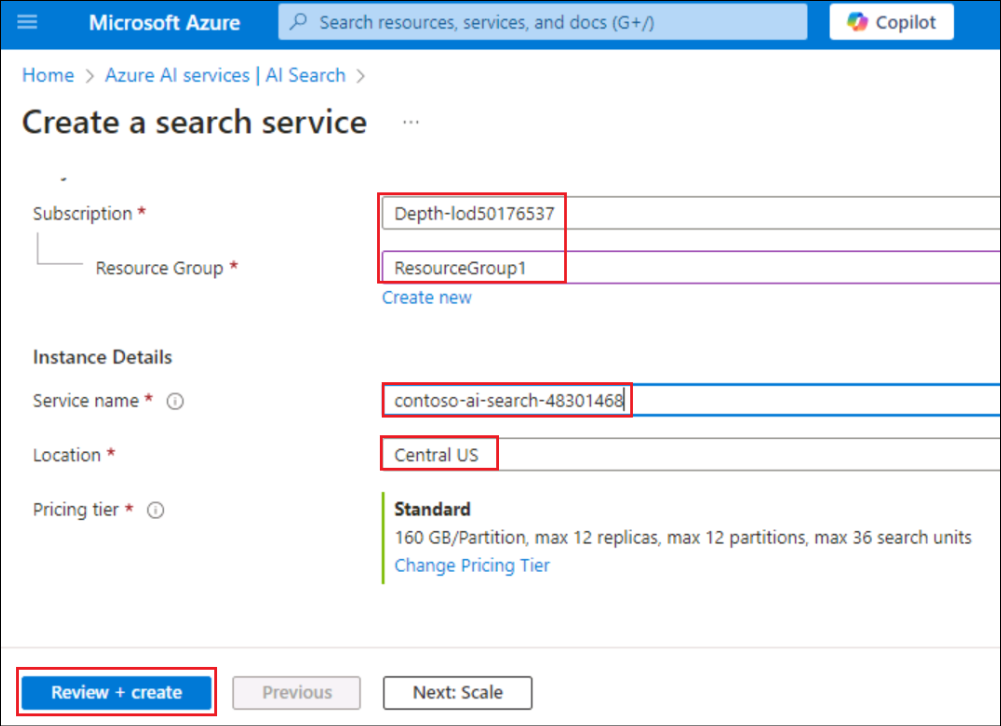 Microsoft Azure
Search resources, services, and docs (G+/)
Copilot
Home > Azure AI services | AI Search >
Create a search service ...
Subscription *
Depth-lod50176537
Resource Group *
ResourceGroup1
Create new
Instance Details
Service name *
contoso-ai-search-48301468
Location *
Central US
Pricing tier *
Standard
160 GB/Partition, max 12 replicas, max 12 partitions, max 36 search units
Change Pricing Tier
Review + create
Previous
Next: Scale